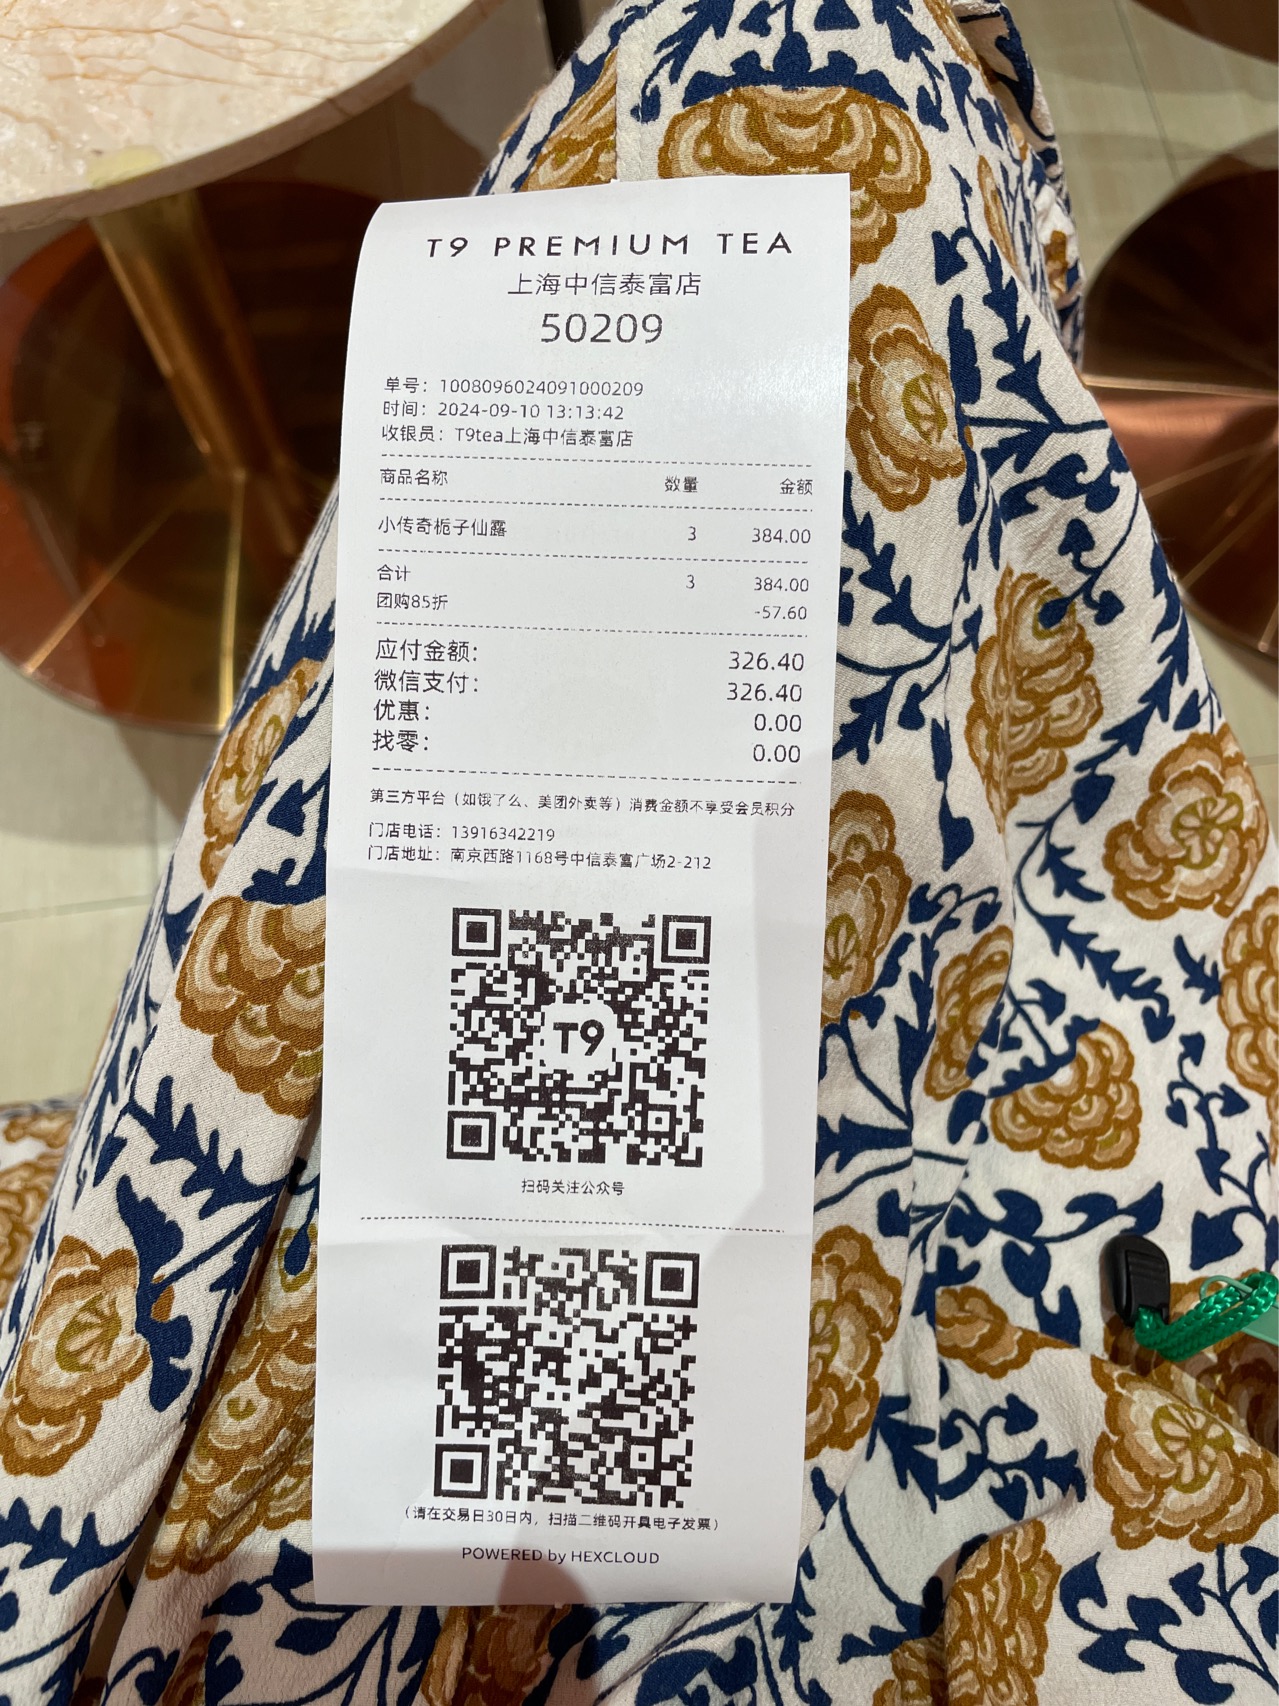 T9 PREMIUM TEA
上海中信泰富店
50209
单号：1008096024091000209
时间：2024-09-10 13:13:42
收银员：T9tea上海中信泰富店
商品名称 数量 金额
小传奇栀子仙露 3 384.00
合计 3 384.00
团购85折 -57.60
应付金额： 326.40
微信支付： 326.40
优惠： 0.00
找零： 0.00
第三方平台（如饿了么、美团外卖等）消费金额不享受会员积分
门店电话：13916342219
门店地址：南京西路1168号中信泰富广场2-212
T9
扫码关注公众号
（请在交易日30日内，扫描二维码开具电子发票）
POWERED by HEXCLOUD